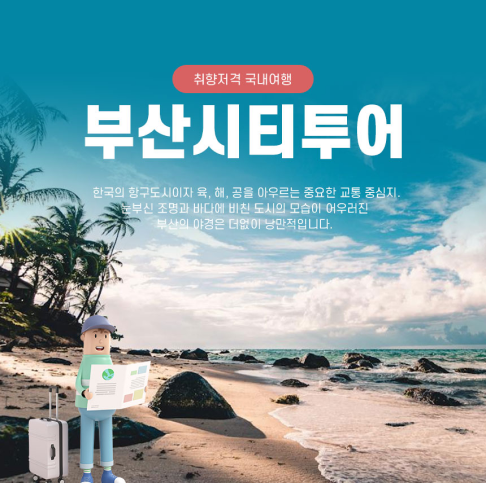 취향저격 국내여행
부산시티투어
한국의 항구도시이자 육, 해, 공을 아우르는 중요한 교통 중심지.
눈부신 조명과 바다에 비친 도시의 모습이 어우러진
부산의 야경은 더없이 낭만적입니다.